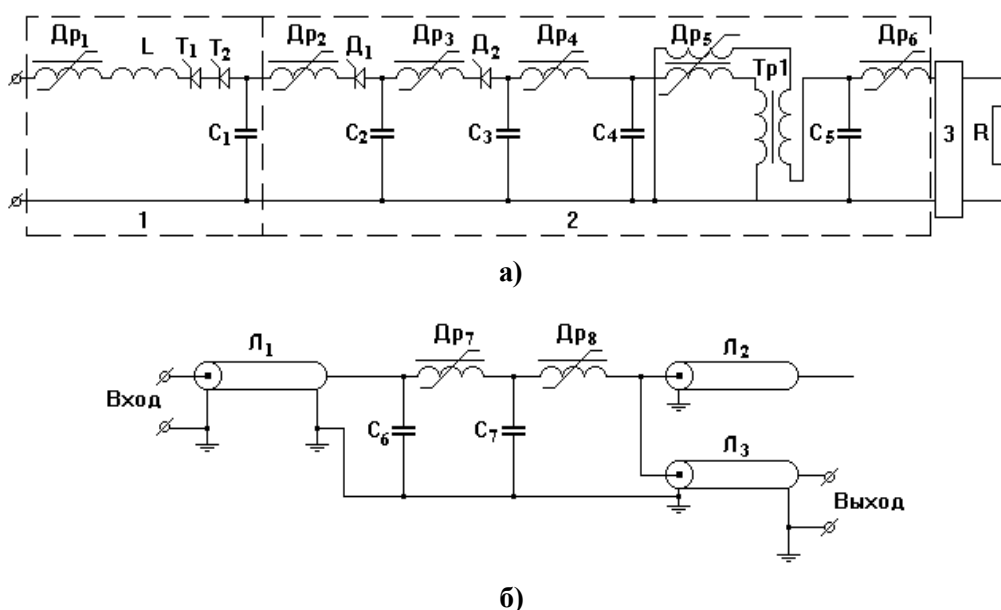 Др₁ L Т₁ Т₂ Др₂ Д₁ Др₃ Д₂ Др₄ Др₅ Тр1 Др₆
С₁ С₂ С₃ С₄ С₅ 3 R
1 2
а)
Л₁ Др₇ Др₈ Л₂
Вход
С₆ С₇ Л₃
Выход
б)